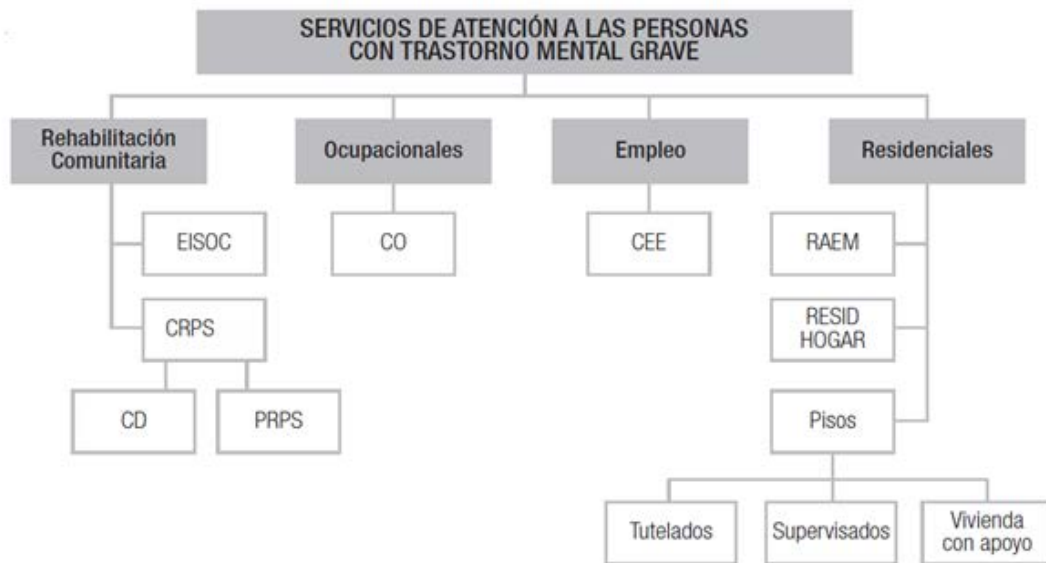 SERVICIOS DE ATENCIÓN A LAS PERSONAS
CON TRASTORNO MENTAL GRAVE
Rehabilitación
Comunitaria
Ocupacionales
Empleo
Residenciales
EISOC
CO
CEE
RAEM
CRPS
RESID
HOGAR
CD
PRPS
Pisos
Tutelados
Supervisados
Vivienda
con apoyo